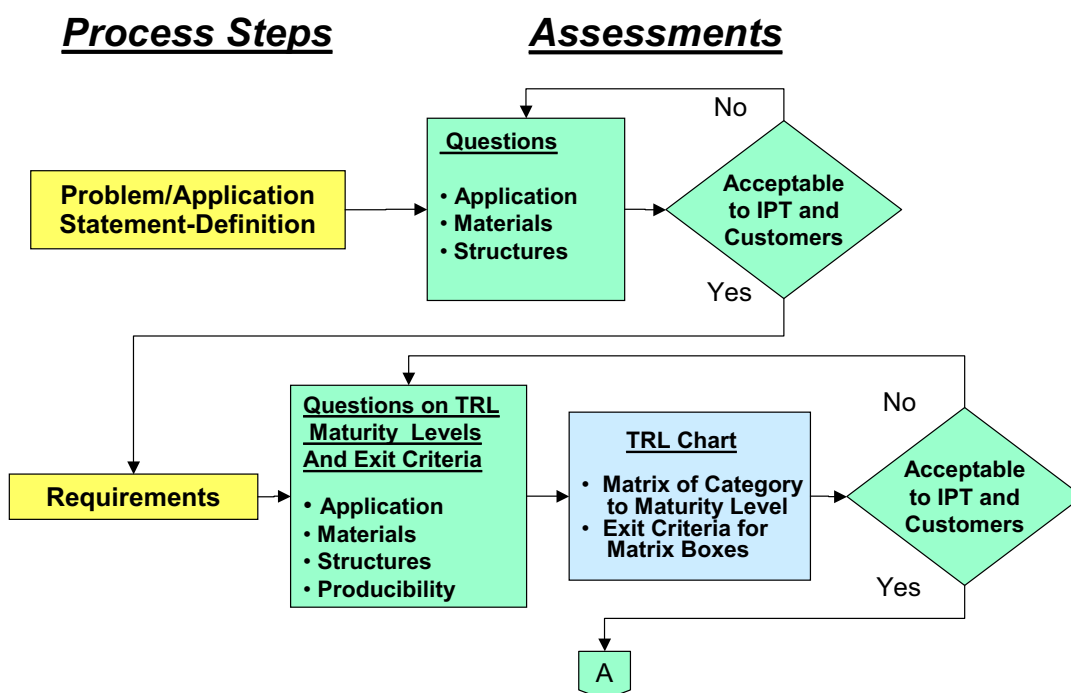 Process Steps
Assessments
No
Questions
• Application
• Materials
• Structures
Problem/Application
Statement-Definition
Acceptable
to IPT and
Customers
Yes
No
Questions on TRL
Maturity Levels
And Exit Criteria
• Application
• Materials
• Structures
• Producibility
TRL Chart
• Matrix of Category
to Maturity Level
• Exit Criteria for
Matrix Boxes
Requirements
Acceptable
to IPT and
Customers
Yes
A